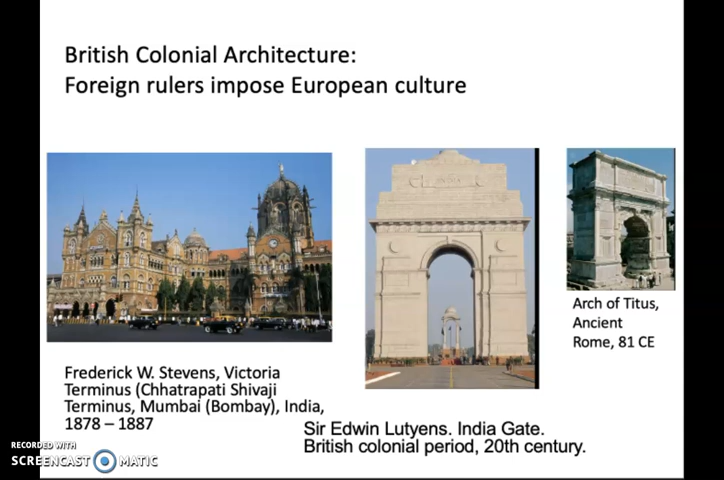 British Colonial Architecture:
Foreign rulers impose European culture
Arch of Titus,
Ancient
Rome, 81 CE
Frederick W. Stevens, Victoria
Terminus (Chhatrapati Shivaji
Terminus, Mumbai (Bombay), India,
1878 – 1887
Sir Edwin Lutyens. India Gate.
British colonial period, 20th century.
RECORDED WITH
SCREENCAST MATIC